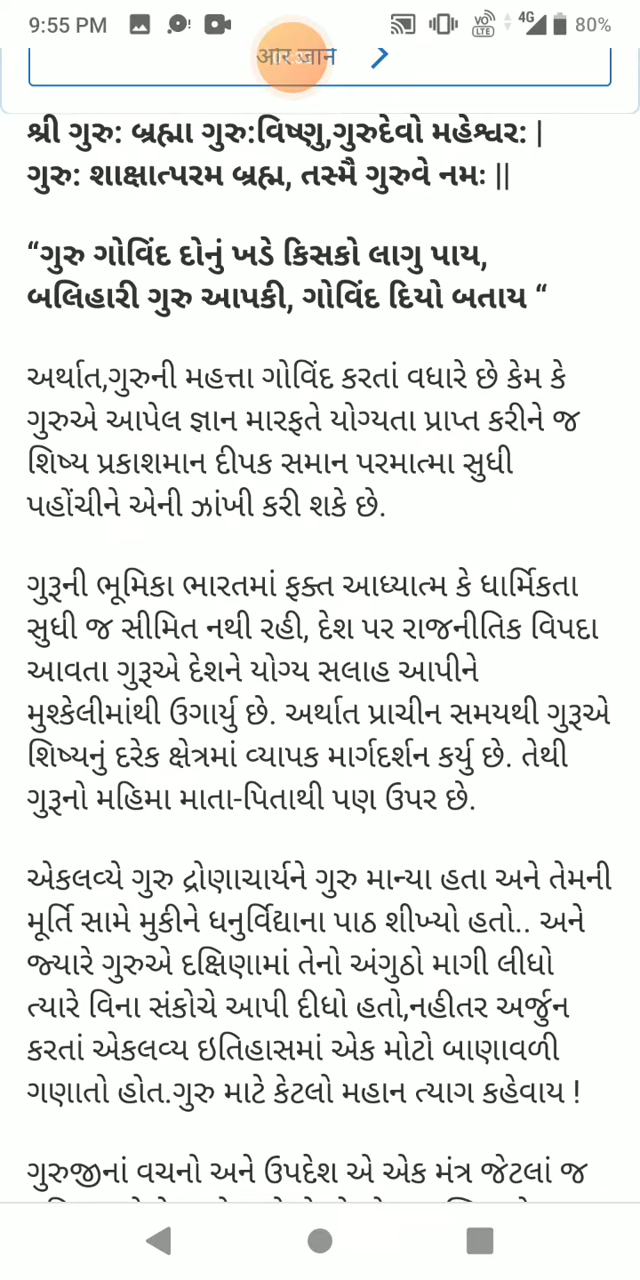 9:55 PM
VO LTE 4G 80%
और जानें
શ્રી ગુરુ: બ્રહ્મા ગુરુ:વિષ્ણુ,ગુરુદેવો મહેશ્વર: |
ગુરુ: શાક્ષાત્પરમ બ્રહ્મ, તસ્મૈ ગુરુવે નમઃ ||
“ગુરુ ગોવિંદ દોનું ખડે કિસકો લાગુ પાય,
બલિહારી ગુરુ આપકી, ગોવિંદ દિયો બતાય “
અર્થાત,ગુરુની મહત્તા ગોવિંદ કરતાં વધારે છે કેમ કે
ગુરુએ આપેલ જ્ઞાન મારફતે યોગ્યતા પ્રાપ્ત કરીને જ
શિષ્ય પ્રકાશમાન દીપક સમાન પરમાત્મા સુધી
પહોંચીને એની ઝાંખી કરી શકે છે.
ગુરૂની ભૂમિકા ભારતમાં ફક્ત આધ્યાત્મ કે ધાર્મિકતા
સુધી જ સીમિત નથી રહી, દેશ પર રાજનીતિક વિપદા
આવતા ગુરૂએ દેશને યોગ્ય સલાહ આપીને
મુશ્કેલીમાંથી ઉગાર્યુ છે. અર્થાત પ્રાચીન સમયથી ગુરૂએ
શિષ્યનું દરેક ક્ષેત્રમાં વ્યાપક માર્ગદર્શન કર્યુ છે. તેથી
ગુરૂનો મહિમા માતા-પિતાથી પણ ઉપર છે.
એકલવ્યે ગુરુ દ્રોણાચાર્યને ગુરુ માન્યા હતા અને તેમની
મૂર્તિ સામે મુકીને ધનુર્વિદ્યાના પાઠ શીખ્યો હતો.. અને
જ્યારે ગુરુએ દક્ષિણામાં તેનો અંગુઠો માગી લીધો
ત્યારે વિના સંકોચે આપી દીધો હતો,નહીતર અર્જુન
કરતાં એકલવ્ય ઇતિહાસમાં એક મોટો બાણાવળી
ગણાતો હોત.ગુરુ માટે કેટલો મહાન ત્યાગ કહેવાય !
ગુરુજીનાં વચનો અને ઉપદેશ એ એક મંત્ર જેટલાં જ